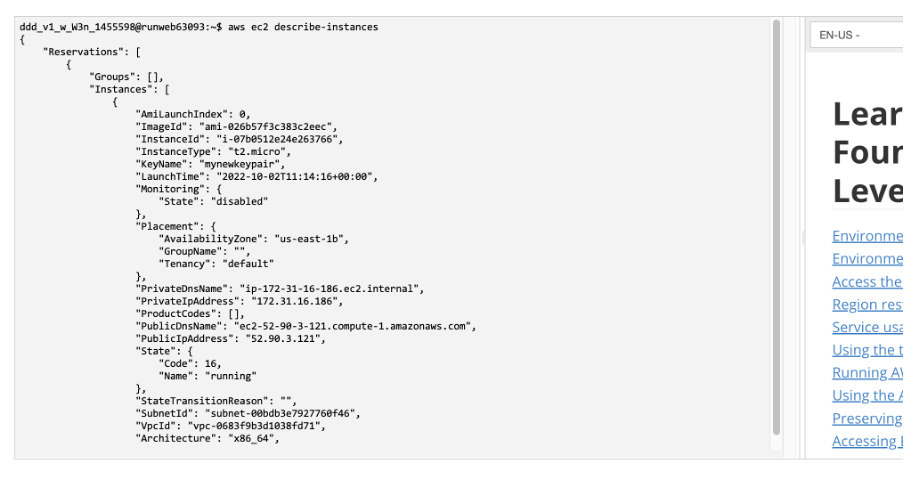 ddd_v1_w_W3n_1455598@runweb63093:~$ aws ec2 describe-instances
{
    "Reservations": [
        {
            "Groups": [],
            "Instances": [
                {
                    "AmiLaunchIndex": 0,
                    "ImageId": "ami-026b57f3c383c2eec",
                    "InstanceId": "i-07b0512e24e263766",
                    "InstanceType": "t2.micro",
                    "KeyName": "mynewkeypair",
                    "LaunchTime": "2022-10-02T11:14:16+00:00",
                    "Monitoring": {
                        "State": "disabled"
                    },
                    "Placement": {
                        "AvailabilityZone": "us-east-1b",
                        "GroupName": "",
                        "Tenancy": "default"
                    },
                    "PrivateDnsName": "ip-172-31-16-186.ec2.internal",
                    "PrivateIpAddress": "172.31.16.186",
                    "ProductCodes": [],
                    "PublicDnsName": "ec2-52-90-3-121.compute-1.amazonaws.com",
                    "PublicIpAddress": "52.90.3.121",
                    "State": {
                        "Code": 16,
                        "Name": "running"
                    },
                    "StateTransitionReason": "",
                    "SubnetId": "subnet-00bdb3e7927760f46",
                    "VpcId": "vpc-0683f9b3d1038fd71",
                    "Architecture": "x86_64",
EN-US -
Lear
Foun
Leve
Environme
Environme
Access the
Region res
Service usa
Using the t
Running AW
Using the A
Preserving
Accessing